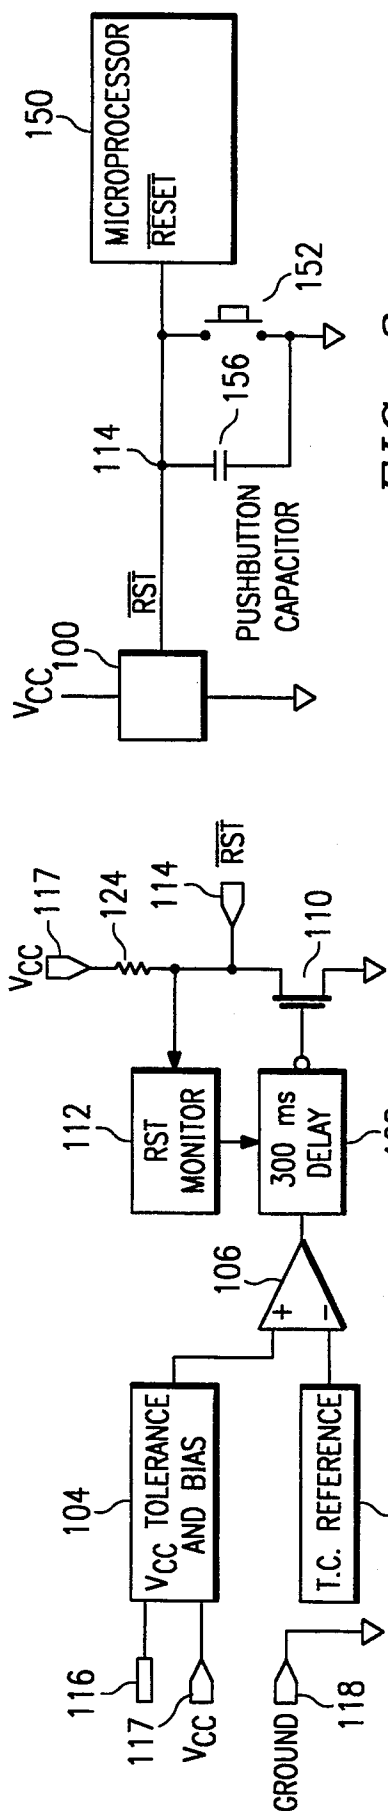 116
117
VCC
GROUND
118
104
VCC TOLERANCE
AND BIAS
T.C. REFERENCE
106
+
-
112
RST
MONITOR
300 ms
DELAY
VCC
117
124
114
RST
110
VCC
100
RST
114
PUSHBUTTON
CAPACITOR
156
152
150
MICROPROCESSOR
RESET